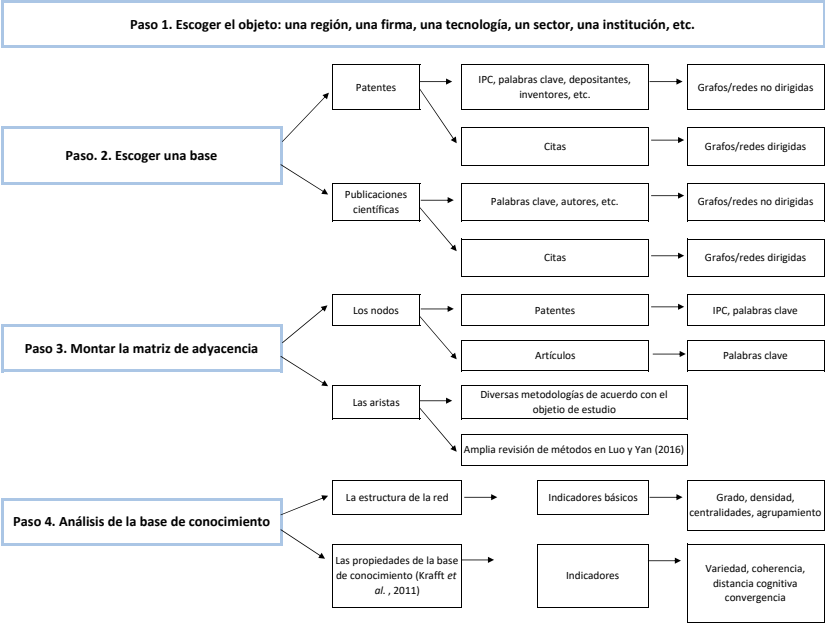 Paso 1. Escoger el objeto: una región, una firma, una tecnología, un sector, una institución, etc.
Paso. 2. Escoger una base
Patentes
IPC, palabras clave, depositantes,
inventores, etc.
Grafos/redes no dirigidas
Citas
Grafos/redes dirigidas
Publicaciones
científicas
Palabras clave, autores, etc.
Grafos/redes no dirigidas
Citas
Grafos/redes dirigidas
Paso 3. Montar la matriz de adyacencia
Los nodos
Patentes
IPC, palabras clave
Artículos
Palabras clave
Las aristas
Diversas metodologías de acuerdo con el
objetio de estudio
Amplia revisión de métodos en Luo y Yan (2016)
Paso 4. Análisis de la base de conocimiento
La estructura de la red
Indicadores básicos
Grado, densidad,
centralidades, agrupamiento
Las propiedades de la base
de conocimiento (Krafft et
al. , 2011)
Indicadores
Variedad, coherencia,
distancia cognitiva
convergencia